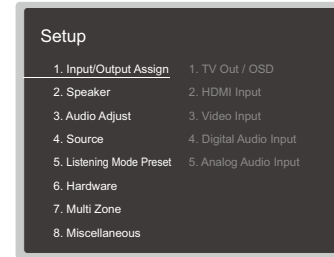 Setup
1. Input/Output Assign
2. Speaker
3. Audio Adjust
4. Source
5. Listening Mode Preset
6. Hardware
7. Multi Zone
8. Miscellaneous
1. TV Out / OSD
2. HDMI Input
3. Video Input
4. Digital Audio Input
5. Analog Audio Input